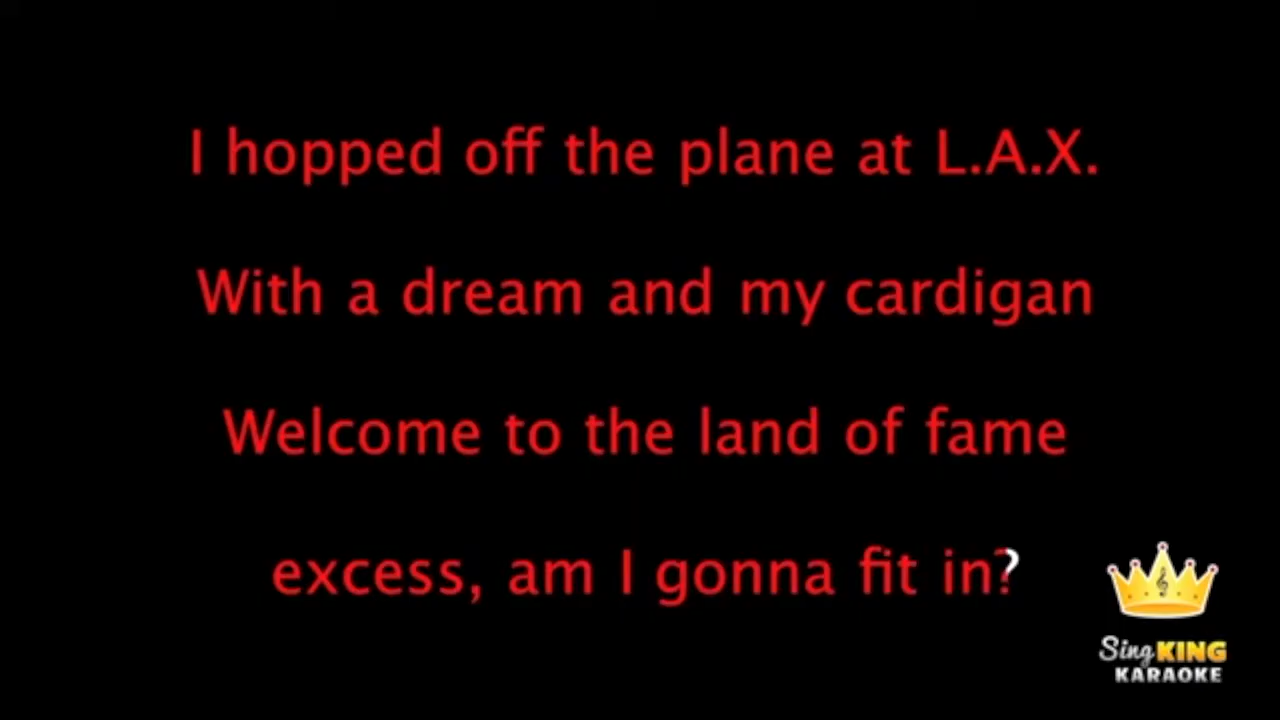 I hopped off the plane at L.A.X.
With a dream and my cardigan
Welcome to the land of fame
excess, am I gonna fit in?
Sing KING
KARAOKE